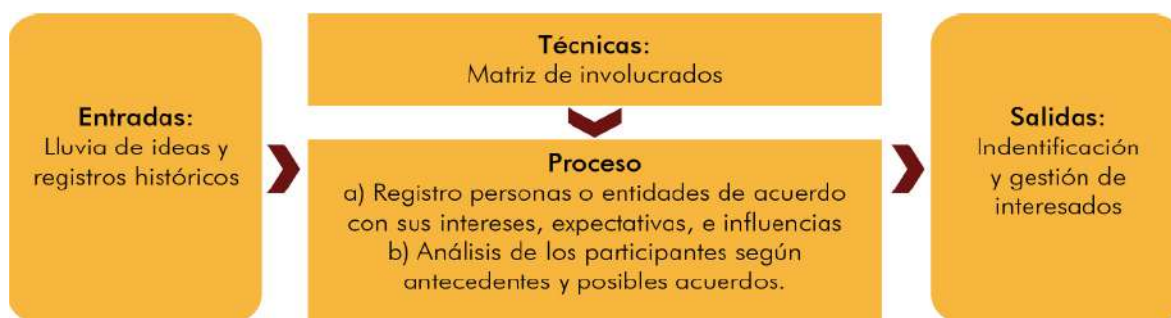 Entradas:
Lluvia de ideas y
registros históricos
Técnicas:
Matriz de involucrados
Proceso
a) Registro personas o entidades de acuerdo
con sus intereses, expectativas, e influencias
b) Análisis de los participantes según
antecedentes y posibles acuerdos.
Salidas:
Indentificación
y gestión de
interesados